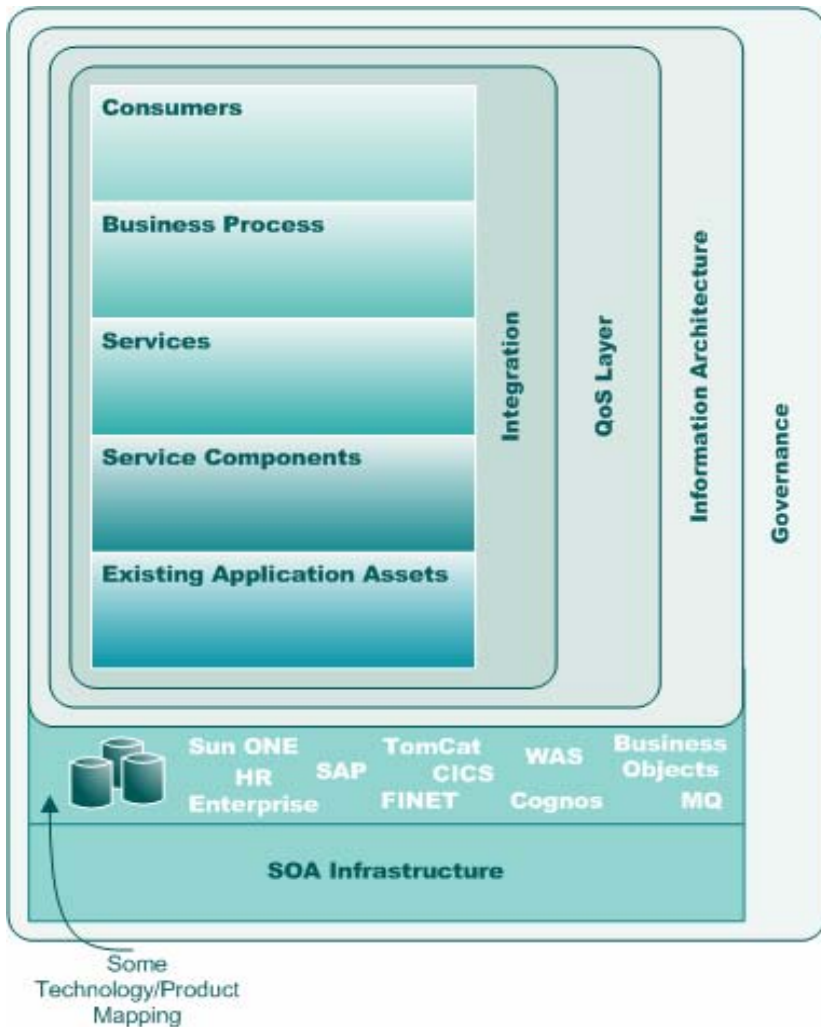 Consumers
Business Process
Services
Service Components
Existing Application Assets
Integration
QoS Layer
Information Architecture
Governance
Sun ONE
HR
Enterprise
SAP
TomCat
CICS
FINET
WAS
Cognos
Business
Objects
MQ
SOA Infrastructure
Some
Technology/Product
Mapping